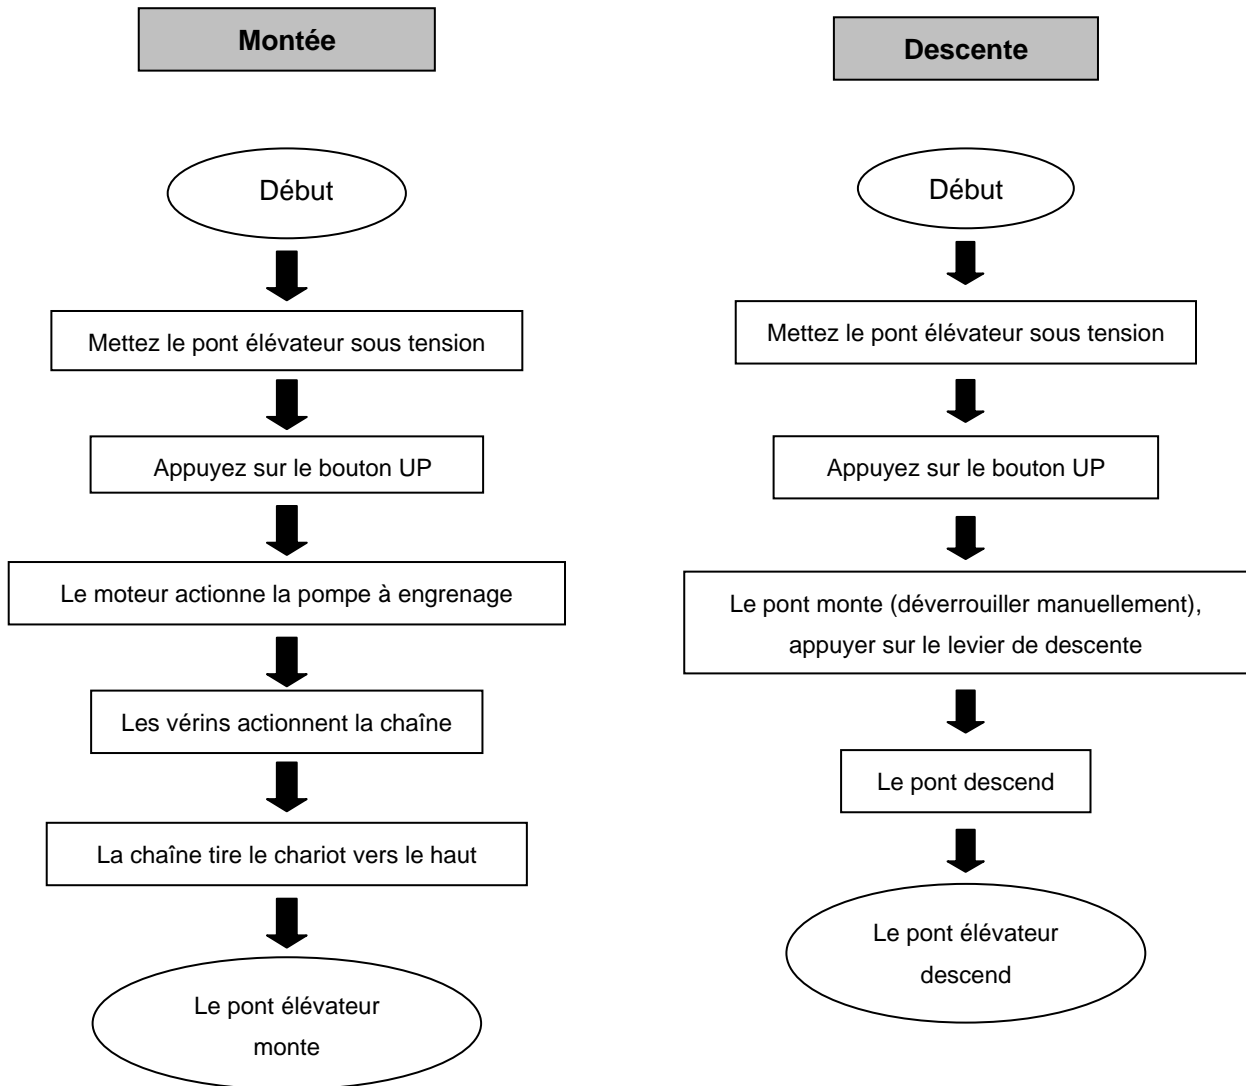 Montée
Début
Mettez le pont élévateur sous tension
Appuyez sur le bouton UP
Le moteur actionne la pompe à engrenage
Les vérins actionnent la chaîne
La chaîne tire le chariot vers le haut
Le pont élévateur
monte
Descente
Début
Mettez le pont élévateur sous tension
Appuyez sur le bouton UP
Le pont monte (déverrouiller manuellement),
appuyer sur le levier de descente
Le pont descend
Le pont élévateur
descend